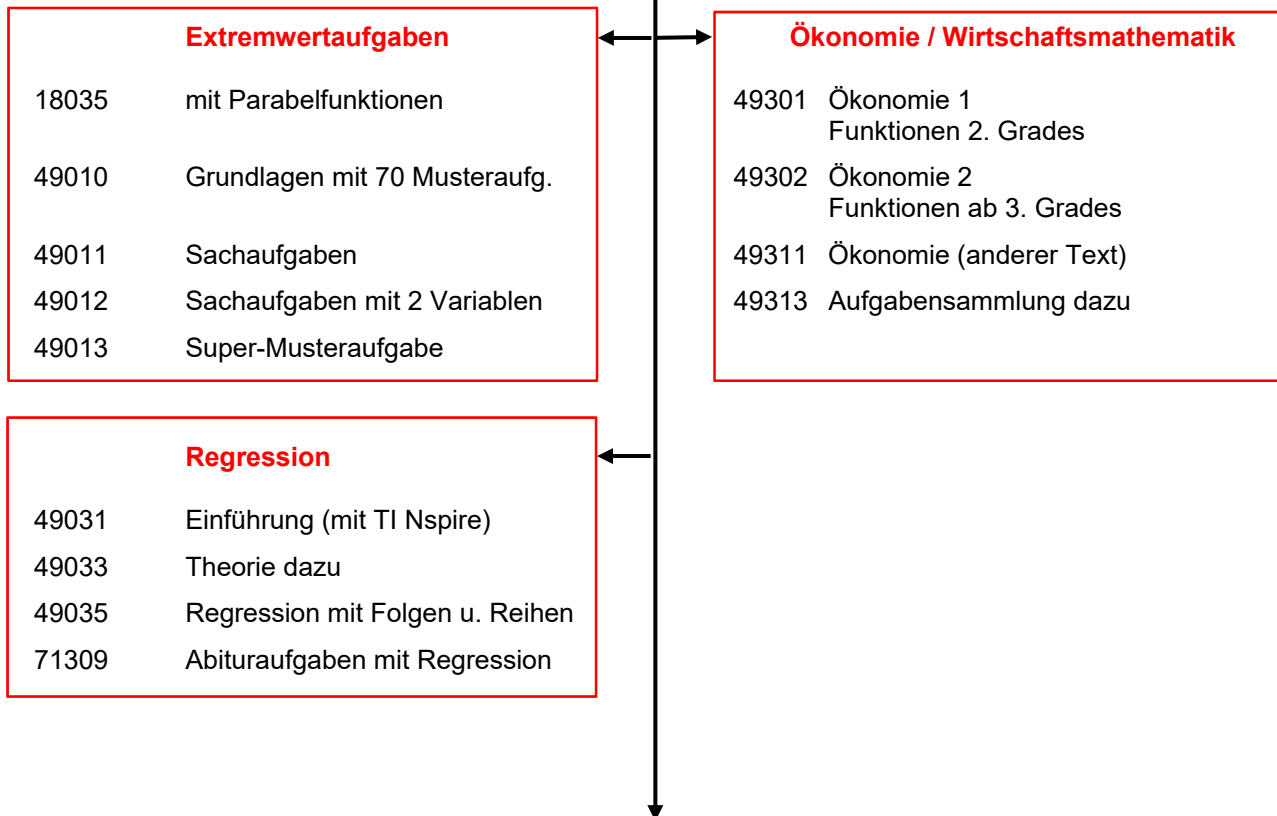 Extremwertaufgaben
18035 mit Parabelfunktionen
49010 Grundlagen mit 70 Musteraufg.
49011 Sachaufgaben
49012 Sachaufgaben mit 2 Variablen
49013 Super-Musteraufgabe
Ökonomie / Wirtschaftsmathematik
49301 Ökonomie 1
Funktionen 2. Grades
49302 Ökonomie 2
Funktionen ab 3. Grades
49311 Ökonomie (anderer Text)
49313 Aufgabensammlung dazu
Regression
49031 Einführung (mit TI Nspire)
49033 Theorie dazu
49035 Regression mit Folgen u. Reihen
71309 Abituraufgaben mit Regression